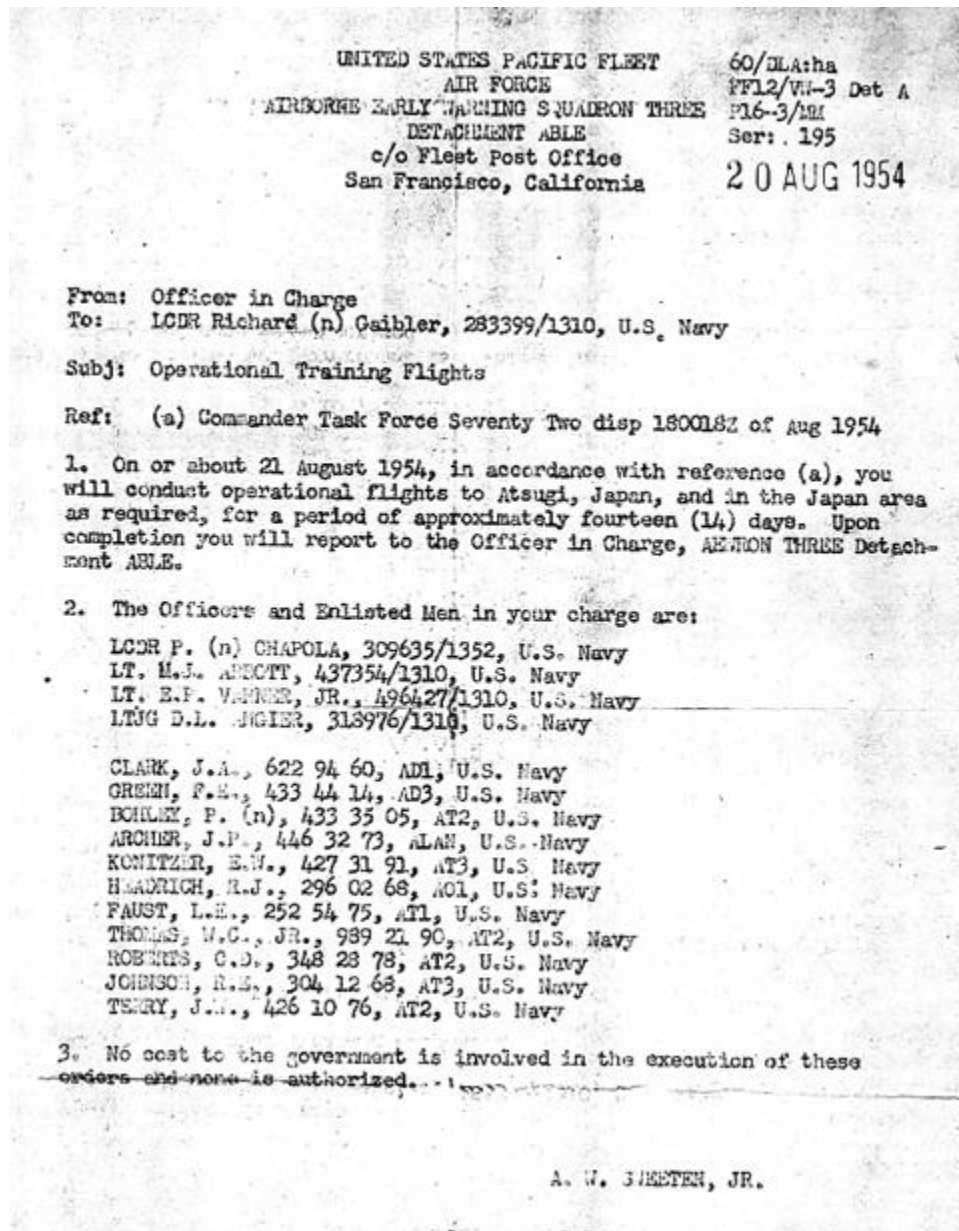 UNITED STATES PACIFIC FLEET
AIR FORCE
AIRBORNE EARLY WARNING SQUADRON THREE
DETACHMENT ABLE
c/o Fleet Post Office
San Francisco, California
60/DLA:ha
FF12/VW-3 Det A
P16-3/MM
Ser: 195
20 AUG 1954
From: Officer in Charge
To: LCDR Richard (n) Gaibler, 283399/1310, U.S. Navy
Subj: Operational Training Flights
Ref: (a) Commander Task Force Seventy Two disp 180018Z of Aug 1954
1. On or about 21 August 1954, in accordance with reference (a), you
will conduct operational flights to Atsugi, Japan, and in the Japan area
as required, for a period of approximately fourteen (14) days. Upon
completion you will report to the Officer in Charge, AEWRON THREE Detach-
ment ABLE.
2. The Officers and Enlisted Men in your charge are:
LCDR P. (n) CHAPOLA, 309635/1352, U.S. Navy
LT. M.J. ABBOTT, 437354/1310, U.S. Navy
LT. E.P. JR., 496427/1310, U.S. Navy
LTJG D.L. 318976/1310, U.S. Navy
CLARK, J.A., 622 94 60, AD1, U.S. Navy
GREEN, F.E., 433 44 14, AD3, U.S. Navy
BOHLEY, P. (n), 433 35 05, AT2, U.S. Navy
ARCHER, J.P., 446 32 73, ALAN, U.S. Navy
KONITZER, E.W., 427 31 91, AT3, U.S. Navy
HEADRICH, R.J., 296 02 68, AO1, U.S. Navy
FAUST, L.E., 252 54 75, AT1, U.S. Navy
THOMAS, W.C., JR., 989 21 90, AT2, U.S. Navy
ROBERTS, C.D., 348 28 78, AT2, U.S. Navy
JOHNSON, R.E., 304 12 68, AT3, U.S. Navy
TERRY, 426 10 76, AT2, U.S. Navy
3. No cost to the government is involved in the execution of these
orders and none is authorized.
A. W. SWEETEN, JR.